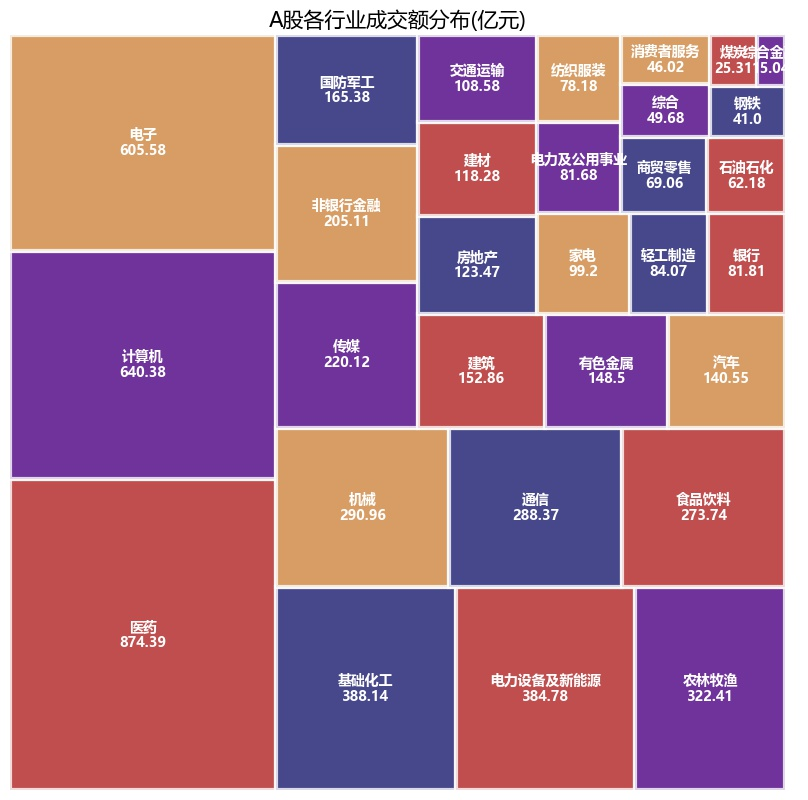 A股各行业成交额分布(亿元)
电子
605.58
国防军工
165.38
交通运输
108.58
纺织服装
78.18
消费者服务
46.02
煤炭
25.31
综合
49.68
钢铁
41.0
非银行金融
205.11
建材
118.28
电力及公用事业
81.68
商贸零售
69.06
石油石化
62.18
房地产
123.47
家电
99.2
轻工制造
84.07
银行
81.81
计算机
640.38
传媒
220.12
建筑
152.86
有色金属
148.5
汽车
140.55
机械
290.96
通信
288.37
食品饮料
273.74
医药
874.39
基础化工
388.14
电力设备及新能源
384.78
农林牧渔
322.41